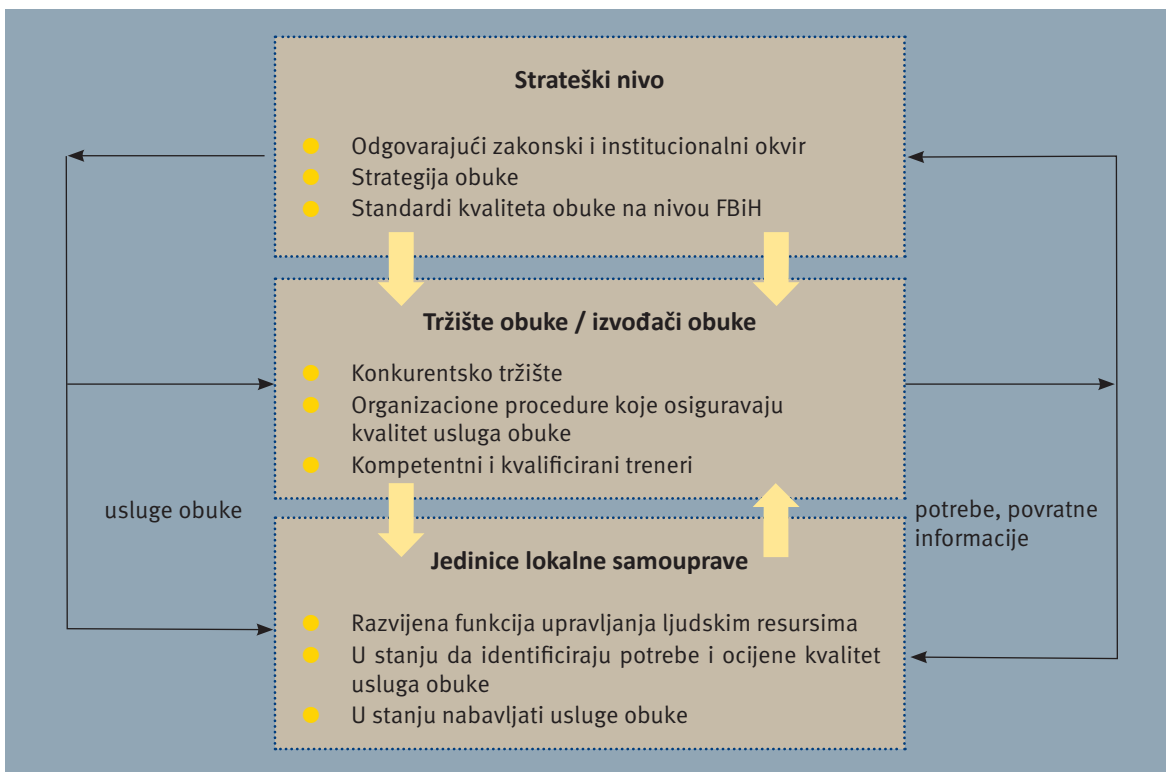 Strateški nivo
Odgovarajući zakonski i institucionalni okvir
Strategija obuke
Standardi kvaliteta obuke na nivou FBiH
Tržište obuke / izvođači obuke
Konkurentsko tržište
Organizacione procedure koje osiguravaju
kvalitet usluga obuke
Kompetentni i kvalificirani treneri
usluge obuke
potrebe, povratne
informacije
Jedinice lokalne samouprave
Razvijena funkcija upravljanja ljudskim resursima
U stanju da identificiraju potrebe i ocijene kvalitet
usluga obuke
U stanju nabavljati usluge obuke